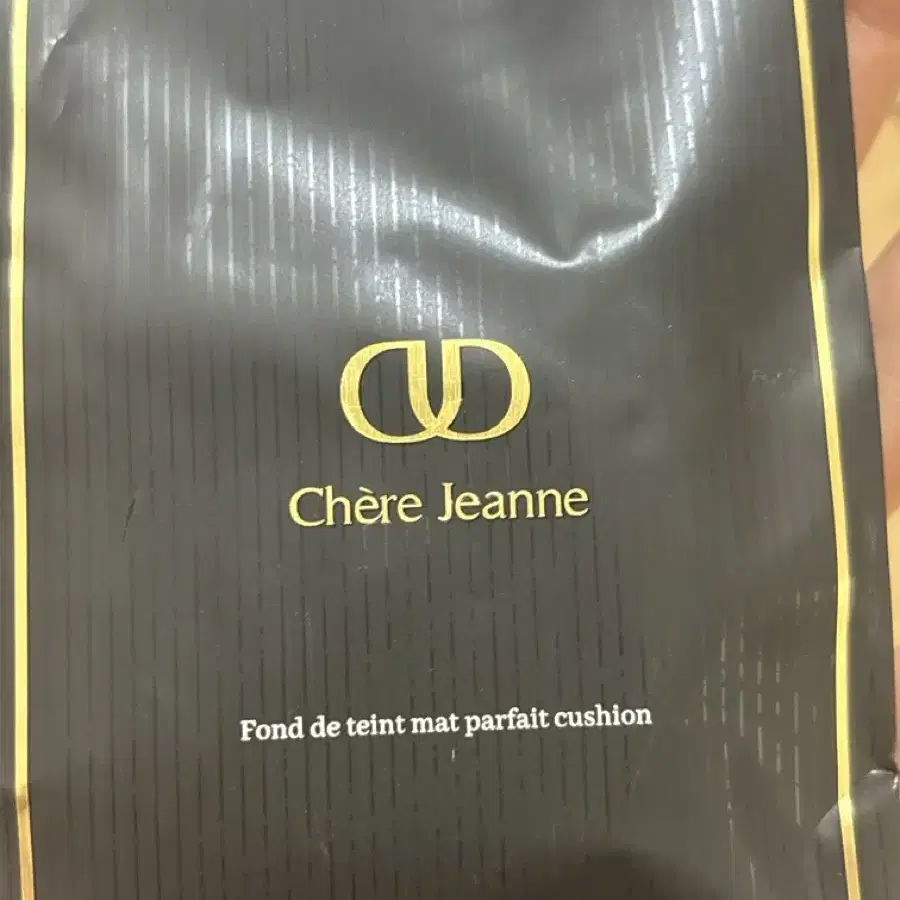 Chère Jeanne
Fond de teint mat parfait cushion